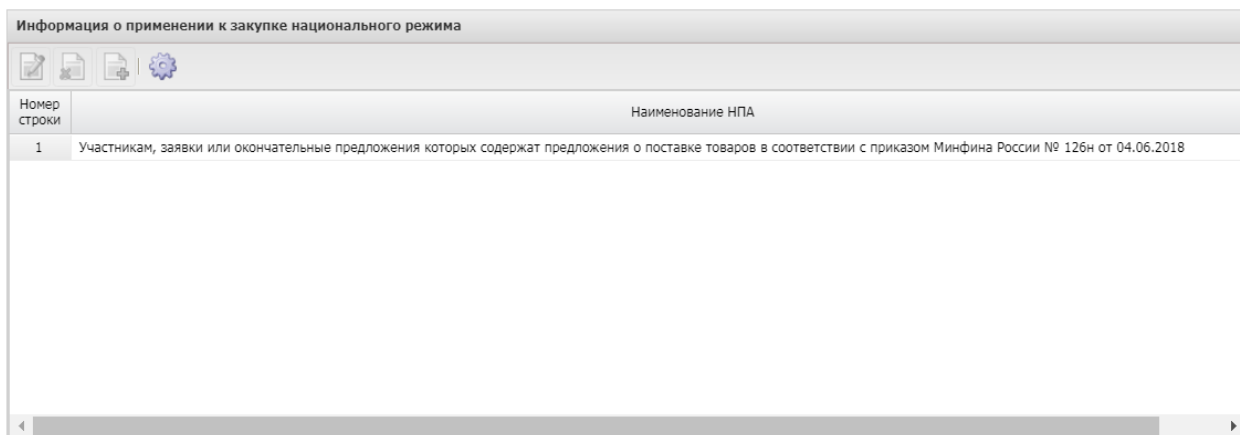 Информация о применении к закупке национального режима
Номер
строки
Наименование НПА
1 Участникам, заявки или окончательные предложения которых содержат предложения о поставке товаров в соответствии с приказом Минфина России № 126н от 04.06.2018